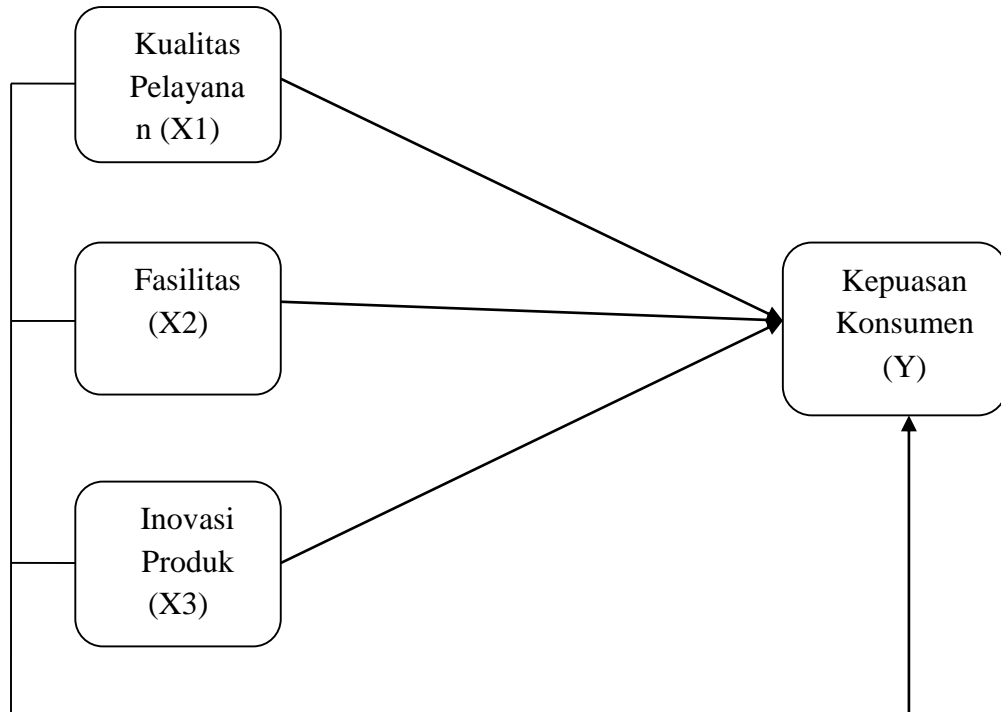 Kualitas
Pelayana
n (X1)
Fasilitas
(X2)
Kepuasan
Konsumen
(Y)
Inovasi
Produk
(X3)